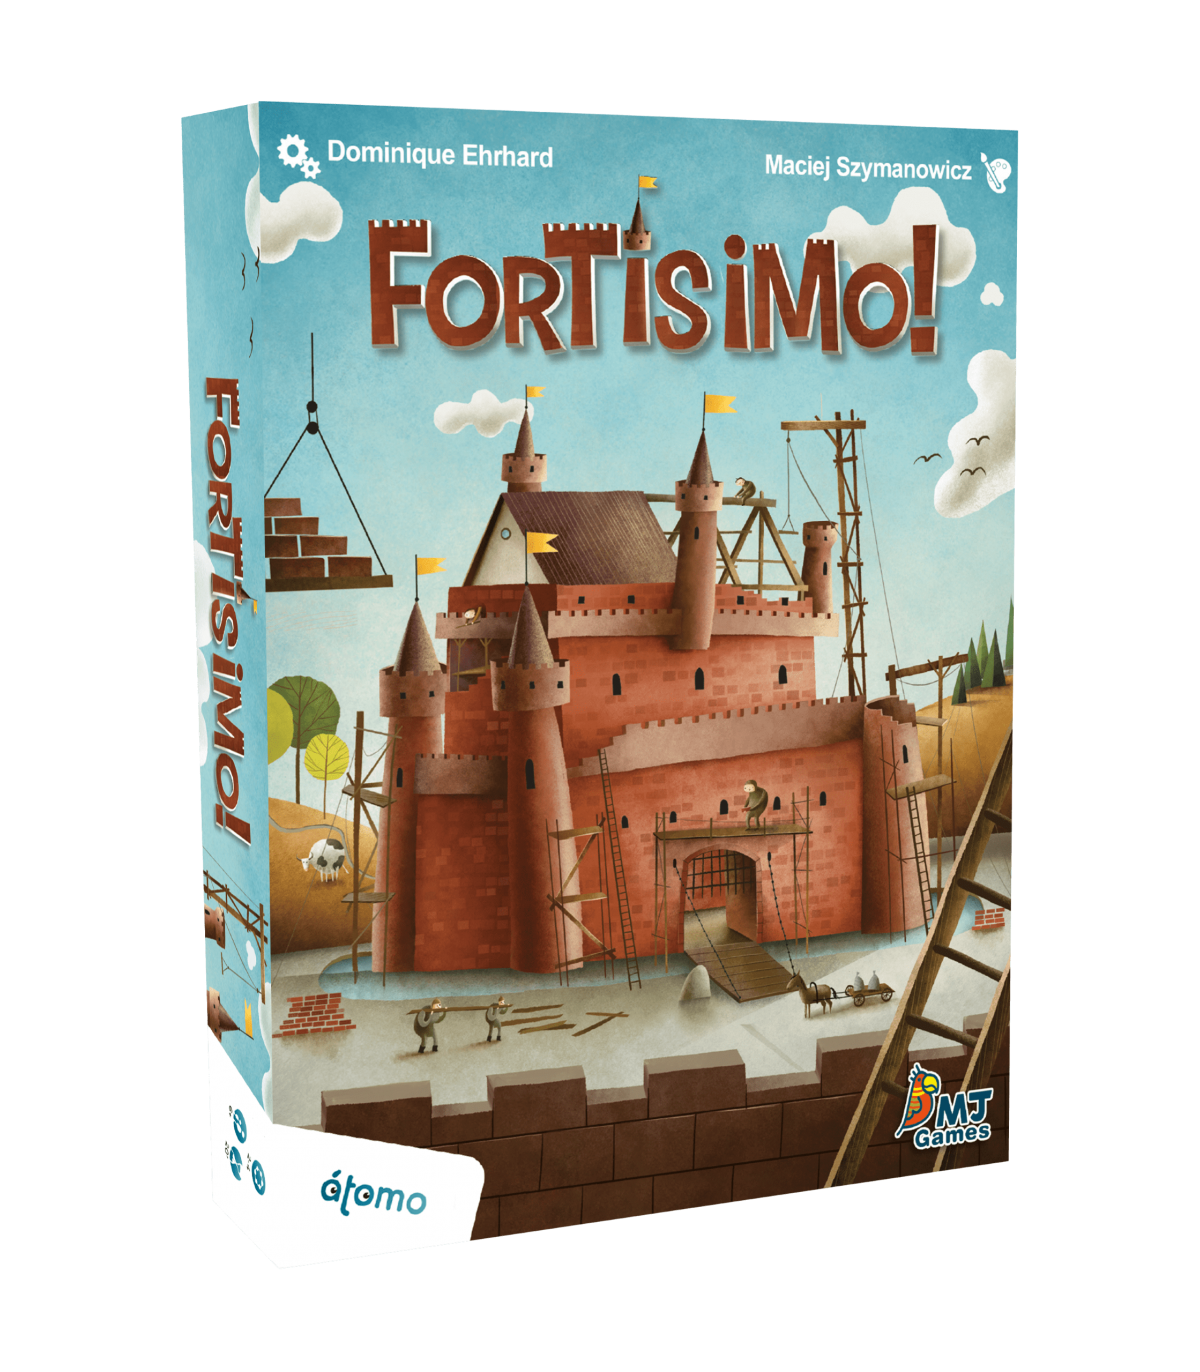 Dominique Ehrhard
Maciej Szymanowicz
FORTISIMO!
FORTISIMO!
MJ
Games
átomo